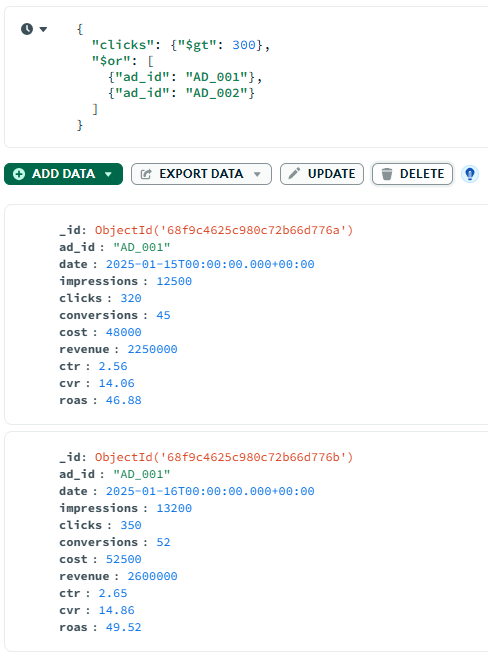 {
"clicks": {"$gt": 300},
"$or": [
{"ad_id": "AD_001"},
{"ad_id": "AD_002"}
]
}
ADD DATA EXPORT DATA UPDATE DELETE
_id: ObjectId('68f9c4625c980c72b66d776a')
ad_id : "AD_001"
date : 2025-01-15T00:00:00.000+00:00
impressions : 12500
clicks : 320
conversions : 45
cost : 48000
revenue : 2250000
ctr : 2.56
cvr : 14.06
roas : 46.88
_id: ObjectId('68f9c4625c980c72b66d776b')
ad_id : "AD_001"
date : 2025-01-16T00:00:00.000+00:00
impressions : 13200
clicks : 350
conversions : 52
cost : 52500
revenue : 2600000
ctr : 2.65
cvr : 14.86
roas : 49.52